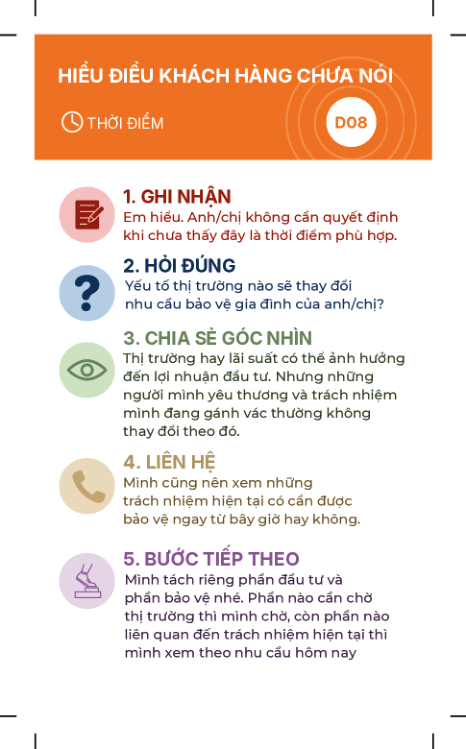 HIỂU ĐIỀU KHÁCH HÀNG CHƯA NÓI
THỜI ĐIỂM
D08
1. GHI NHẬN
Em hiểu. Anh/chị không cần quyết định
khi chưa thấy đây là thời điểm phù hợp.
2. HỎI ĐÚNG
Yếu tố thị trường nào sẽ thay đổi
nhu cầu bảo vệ gia đình của anh/chị?
3. CHIA SẺ GÓC NHÌN
Thị trường hay lãi suất có thể ảnh hưởng
đến lợi nhuận đầu tư. Nhưng những
người mình yêu thương và trách nhiệm
mình đang gánh vác thường không
thay đổi theo đó.
4. LIÊN HỆ
Mình cũng nên xem những
trách nhiệm hiện tại có cần được
bảo vệ ngay từ bây giờ hay không.
5. BƯỚC TIẾP THEO
Mình tách riêng phần đầu tư và
phần bảo vệ nhé. Phần nào cần chờ
thị trường thì mình chờ, còn phần nào
liên quan đến trách nhiệm hiện tại thì
mình xem theo nhu cầu hôm nay